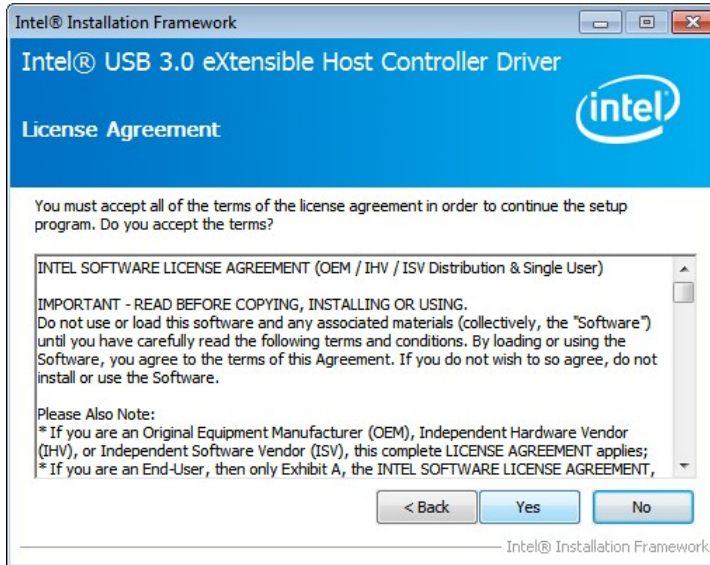 Intel® Installation Framework
Intel® USB 3.0 eXtensible Host Controller Driver
intel
License Agreement
You must accept all of the terms of the license agreement in order to continue the setup
program. Do you accept the terms?
INTEL SOFTWARE LICENSE AGREEMENT (OEM / IHV / ISV Distribution & Single User)
IMPORTANT - READ BEFORE COPYING, INSTALLING OR USING.
Do not use or load this software and any associated materials (collectively, the "Software")
until you have carefully read the following terms and conditions. By loading or using the
Software, you agree to the terms of this Agreement. If you do not wish to so agree, do not
install or use the Software.
Please Also Note:
* If you are an Original Equipment Manufacturer (OEM), Independent Hardware Vendor
(IHV), or Independent Software Vendor (ISV), this complete LICENSE AGREEMENT applies;
* If you are an End-User, then only Exhibit A, the INTEL SOFTWARE LICENSE AGREEMENT,
< Back Yes No
Intel® Installation Framework